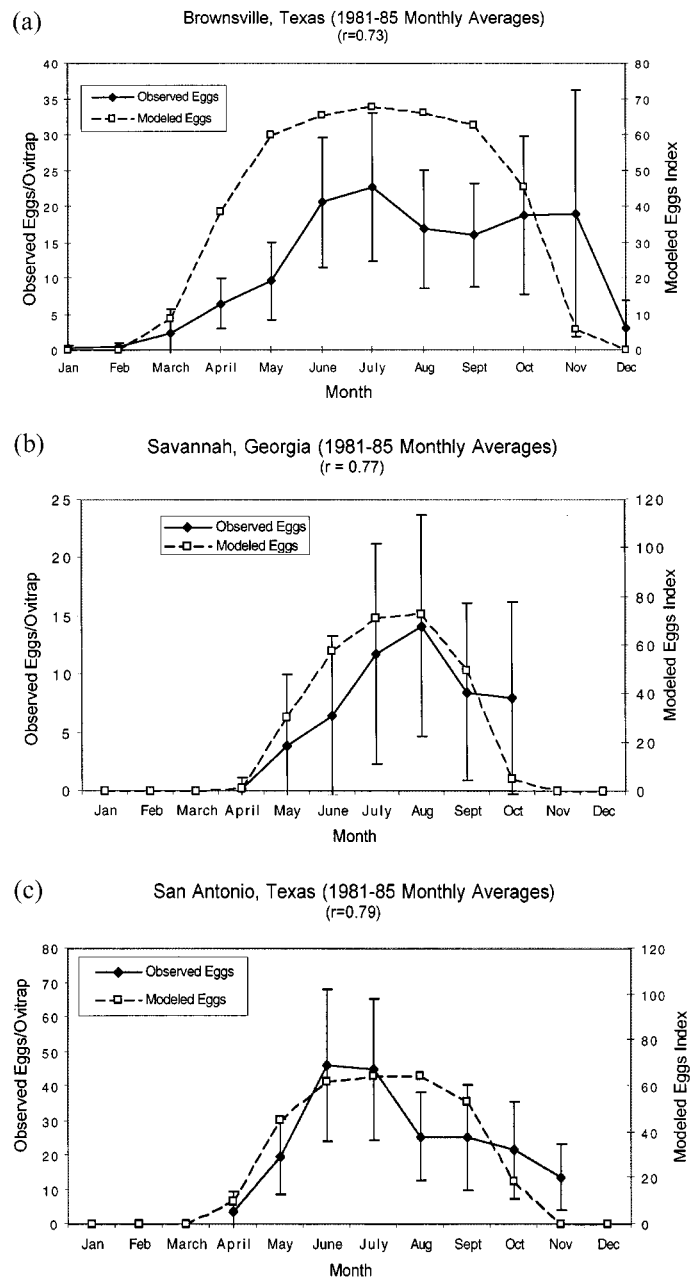 (a)
Brownsville, Texas (1981-85 Monthly Averages)
(r=0.73)
Observed Eggs
Modeled Eggs
Observed Eggs/Ovitrap
40
35
30
25
20
15
10
5
0
80
70
60
50
40
30
20
10
0
Modeled Eggs Index
Jan Feb March April May June July Aug Sept Oct Nov Dec
Month
(b)
Savannah, Georgia (1981-85 Monthly Averages)
(r = 0.77)
Observed Eggs
Modeled Eggs
Observed Eggs/Ovitrap
25
20
15
10
5
0
120
100
80
60
40
20
0
Modeled Eggs Index
Jan Feb March April May June July Aug Sept Oct Nov Dec
Month
(c)
San Antonio, Texas (1981-85 Monthly Averages)
(r=0.79)
Observed Eggs
Modeled Eggs
Observed Eggs/Ovitrap
80
70
60
50
40
30
20
10
0
120
100
80
60
40
20
0
Modeled Eggs Index
Jan Feb March April May June July Aug Sept Oct Nov Dec
Month